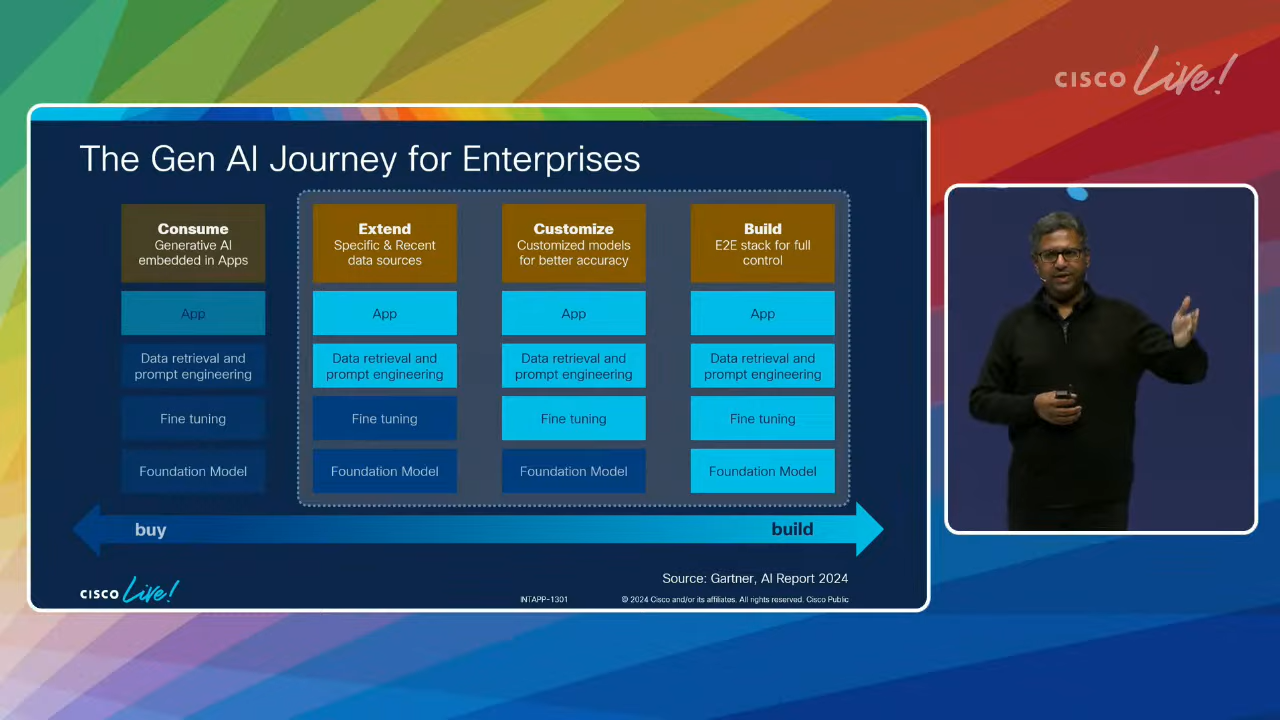 CISCO Live!
The Gen AI Journey for Enterprises
Consume
Generative AI
embedded in Apps
App
Data retrieval and
prompt engineering
Fine tuning
Foundation Model
Extend
Specific & Recent
data sources
App
Data retrieval and
prompt engineering
Fine tuning
Foundation Model
Customize
Customized models
for better accuracy
App
Data retrieval and
prompt engineering
Fine tuning
Foundation Model
Build
E2E stack for full
control
App
Data retrieval and
prompt engineering
Fine tuning
Foundation Model
buy
build
Source: Gartner, AI Report 2024
CISCO Live!
INTAPP-1301
© 2024 Cisco and/or its affiliates. All rights reserved. Cisco Public